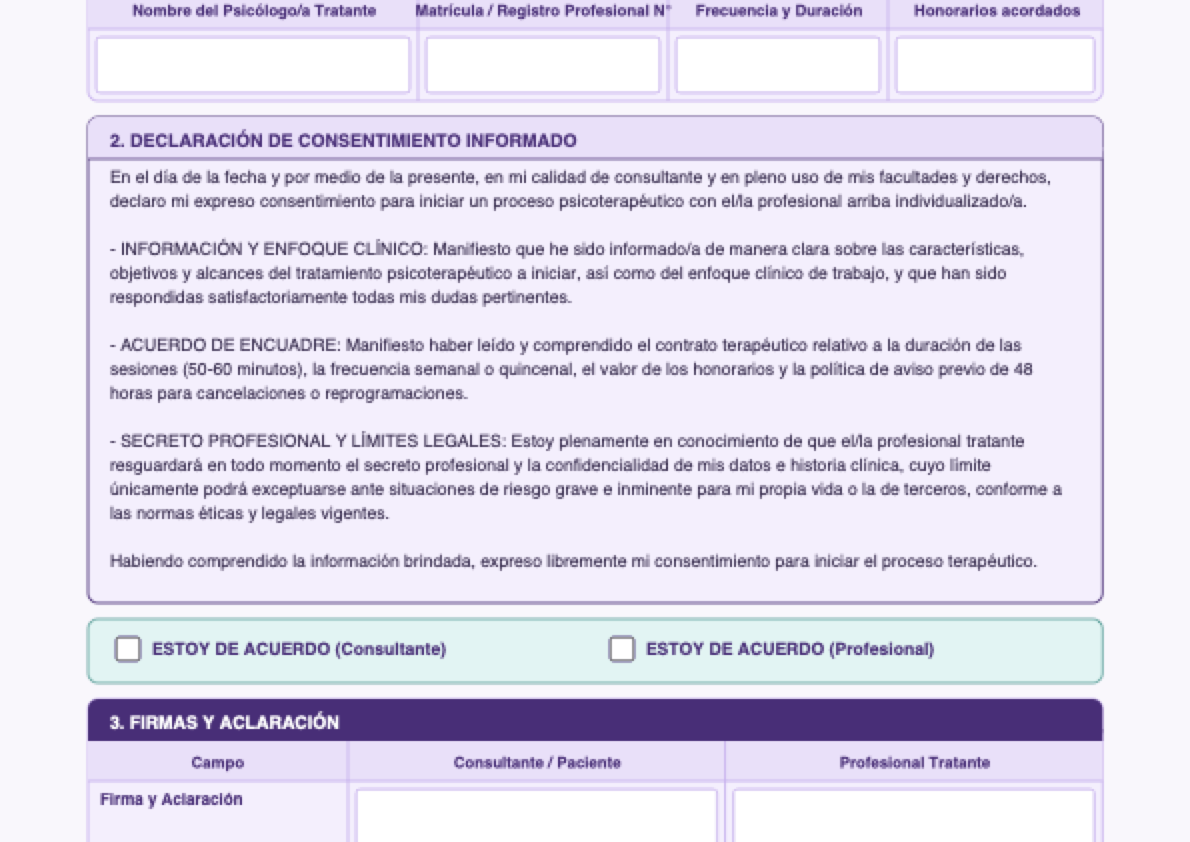 Nombre del Psicólogo/a Tratante Matrícula / Registro Profesional N° Frecuencia y Duración Honorarios acordados
2. DECLARACIÓN DE CONSENTIMIENTO INFORMADO
En el día de la fecha y por medio de la presente, en mi calidad de consultante y en pleno uso de mis facultades y derechos,
declaro mi expreso consentimiento para iniciar un proceso psicoterapéutico con el/la profesional arriba individualizado/a.
- INFORMACIÓN Y ENFOQUE CLÍNICO: Manifiesto que he sido informado/a de manera clara sobre las características,
objetivos y alcances del tratamiento psicoterapéutico a iniciar, así como del enfoque clínico de trabajo, y que han sido
respondidas satisfactoriamente todas mis dudas pertinentes.
- ACUERDO DE ENCUADRE: Manifiesto haber leído y comprendido el contrato terapéutico relativo a la duración de las
sesiones (50-60 minutos), la frecuencia semanal o quincenal, el valor de los honorarios y la política de aviso previo de 48
horas para cancelaciones o reprogramaciones.
- SECRETO PROFESIONAL Y LÍMITES LEGALES: Estoy plenamente en conocimiento de que el/la profesional tratante
resguardará en todo momento el secreto profesional y la confidencialidad de mis datos e historia clínica, cuyo límite
únicamente podrá exceptuarse ante situaciones de riesgo grave e inminente para mi propia vida o la de terceros, conforme a
las normas éticas y legales vigentes.
Habiendo comprendido la información brindada, expreso libremente mi consentimiento para iniciar el proceso terapéutico.
ESTOY DE ACUERDO (Consultante) ESTOY DE ACUERDO (Profesional)
3. FIRMAS Y ACLARACIÓN
Campo Consultante / Paciente Profesional Tratante
Firma y Aclaración